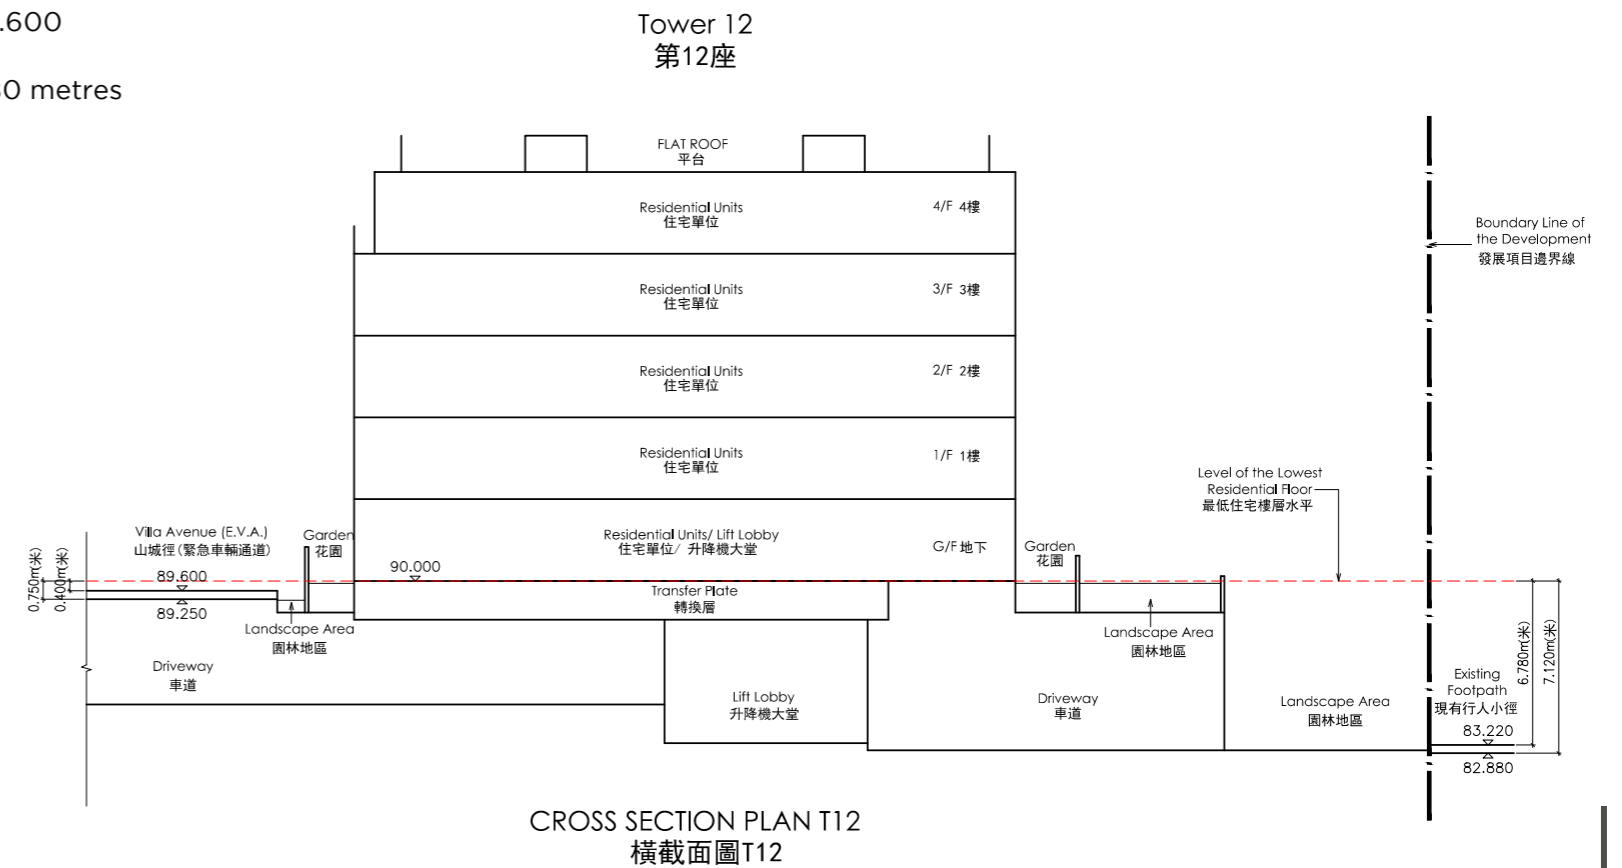 .600
0 metres
Tower 12
第12座
FLAT ROOF
平台
Residential Units
住宅單位
4/F 4樓
Residential Units
住宅單位
3/F 3樓
Residential Units
住宅單位
2/F 2樓
Residential Units
住宅單位
1/F 1樓
Residential Units/ Lift Lobby
住宅單位/ 升降機大堂
G/F 地下
Boundary Line of
the Development
發展項目邊界線
Level of the Lowest
Residential Floor
最低住宅樓層水平
Villa Avenue (E.V.A.)
山城徑(緊急車輛通道)
Garden
花園
Garden
花園
0.750m(米)
0.400m(米)
89.600
89.250
90.000
Transfer Plate
轉換層
Landscape Area
園林地區
Landscape Area
園林地區
Driveway
車道
Lift Lobby
升降機大堂
Driveway
車道
Landscape Area
園林地區
Existing
Footpath
現有行人小徑
83.220
82.880
6.780m(米)
7.120m(米)
CROSS SECTION PLAN T12
橫截面圖T12